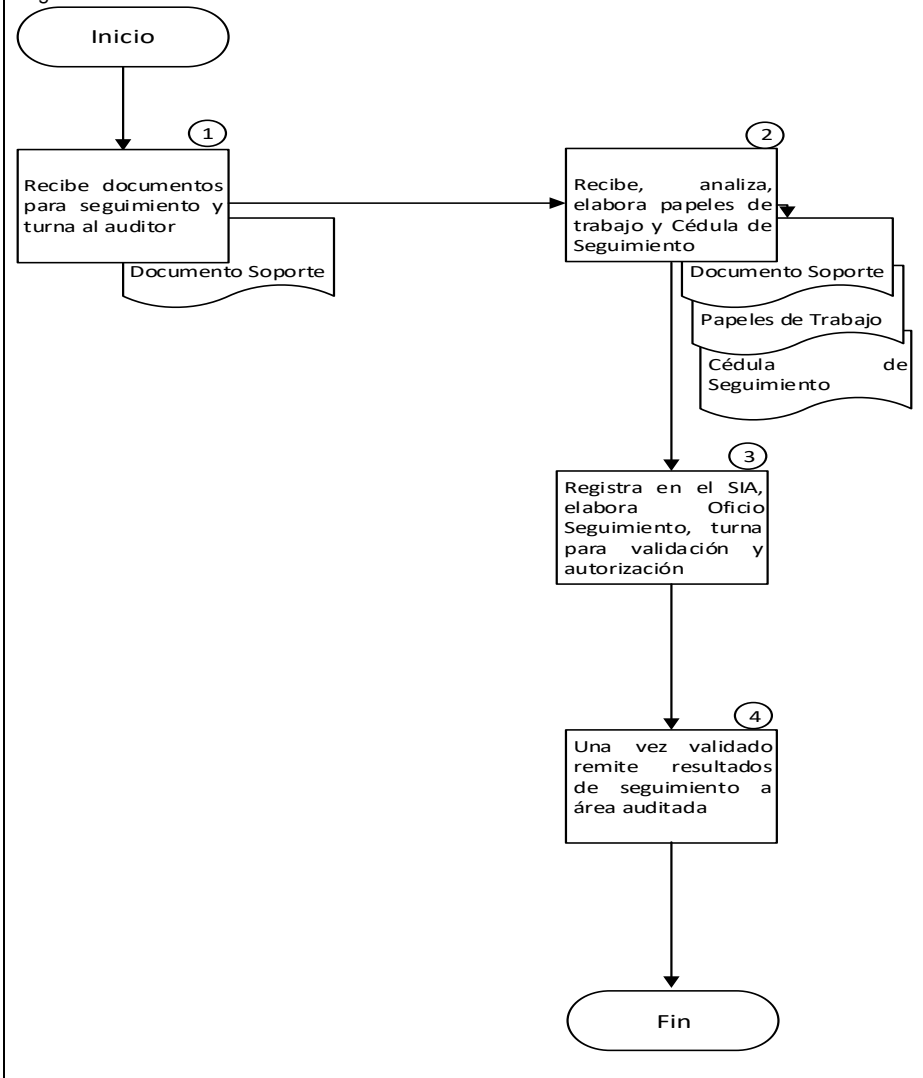 Inicio
1
Recibe documentos
para seguimiento y
turna al auditor
Documento Soporte
2
Recibe, analiza,
elabora papeles de
trabajo y Cédula de
Seguimiento
Documento Soporte
Papeles de Trabajo
Cédula de
Seguimiento
3
Registra en el SIA,
elabora Oficio
Seguimiento, turna
para validación y
autorización
4
Una vez validado
remite resultados
de seguimiento a
área auditada
Fin